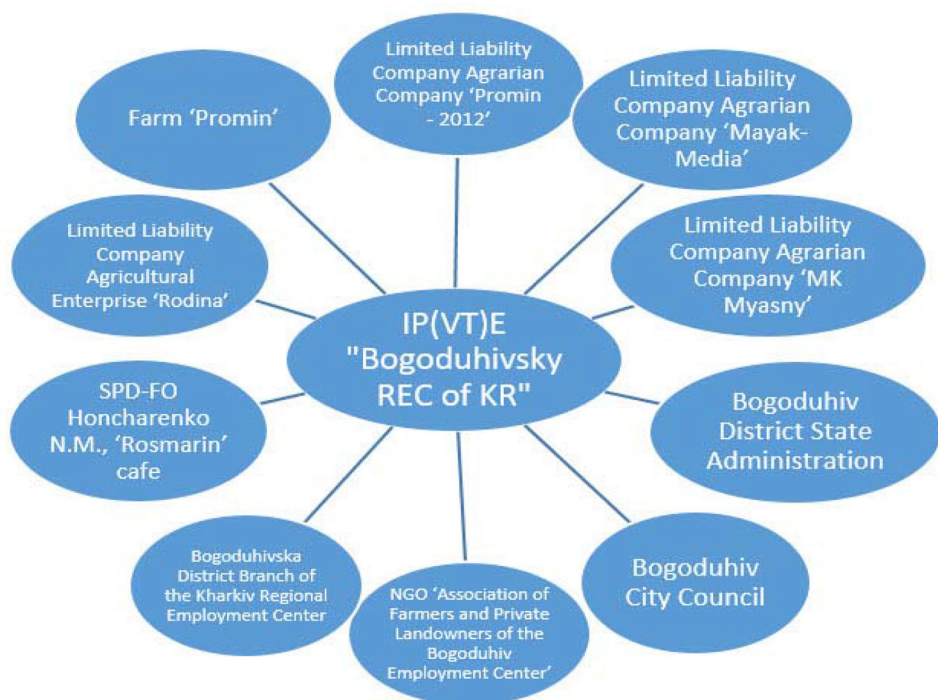 Limited Liability
Company Agrarian
Company ‘Promin
- 2012’
Limited Liability
Company Agrarian
Company ‘Mayak-
Media’
Limited Liability
Company Agrarian
Company ‘MK
Myasny’
Bogoduhiv
District State
Administration
Bogoduhiv
City Council
NGO ‘Association of
Farmers and Private
Landowners of the
Bogoduhiv
Employment Center’
Bogoduhivska
District Branch of
the Kharkiv Regional
Employment Center
SPD-FO
Honcharenko
N.M., ‘Rosmarin’
cafe
Limited Liability
Company
Agricultural
Enterprise ‘Rodina’
Farm ‘Promin’
IP(VT)E
"Bogoduhivsky
REC of KR"